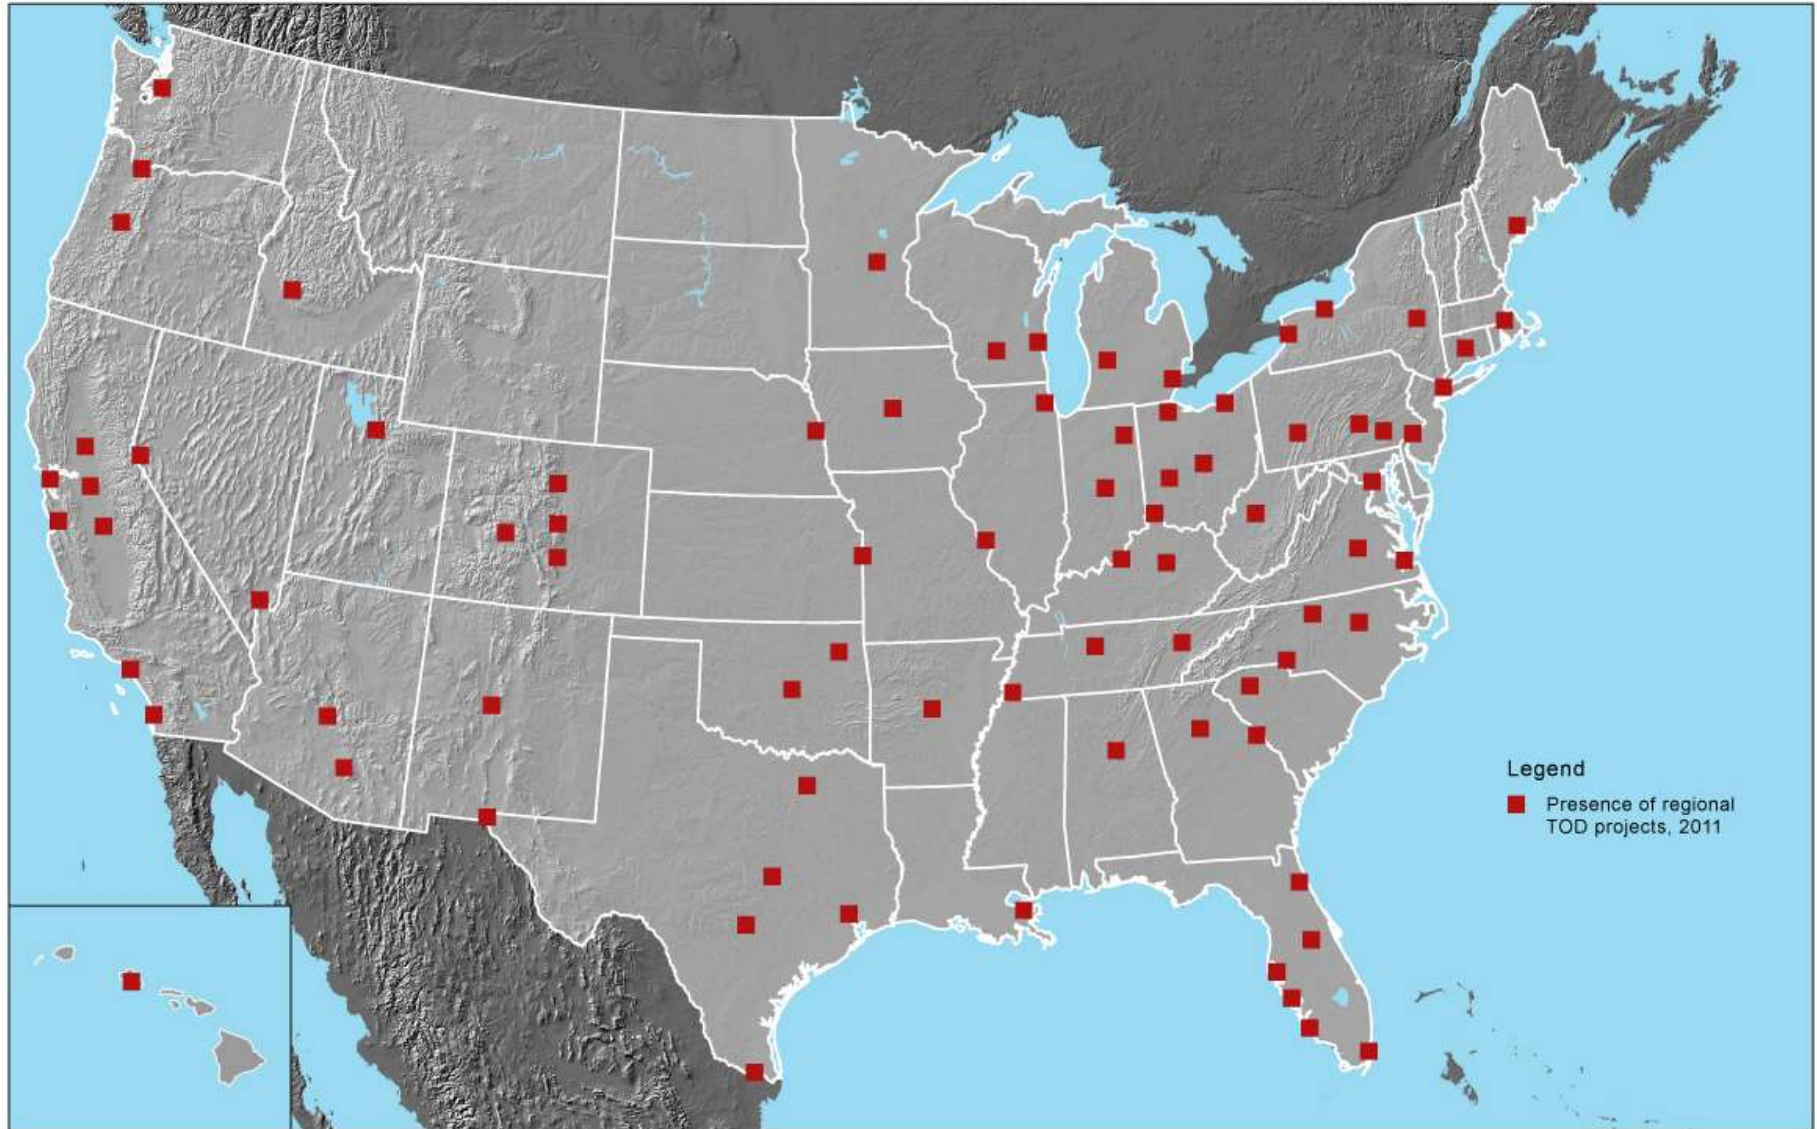 Legend
Presence of regional
TOD projects, 2011